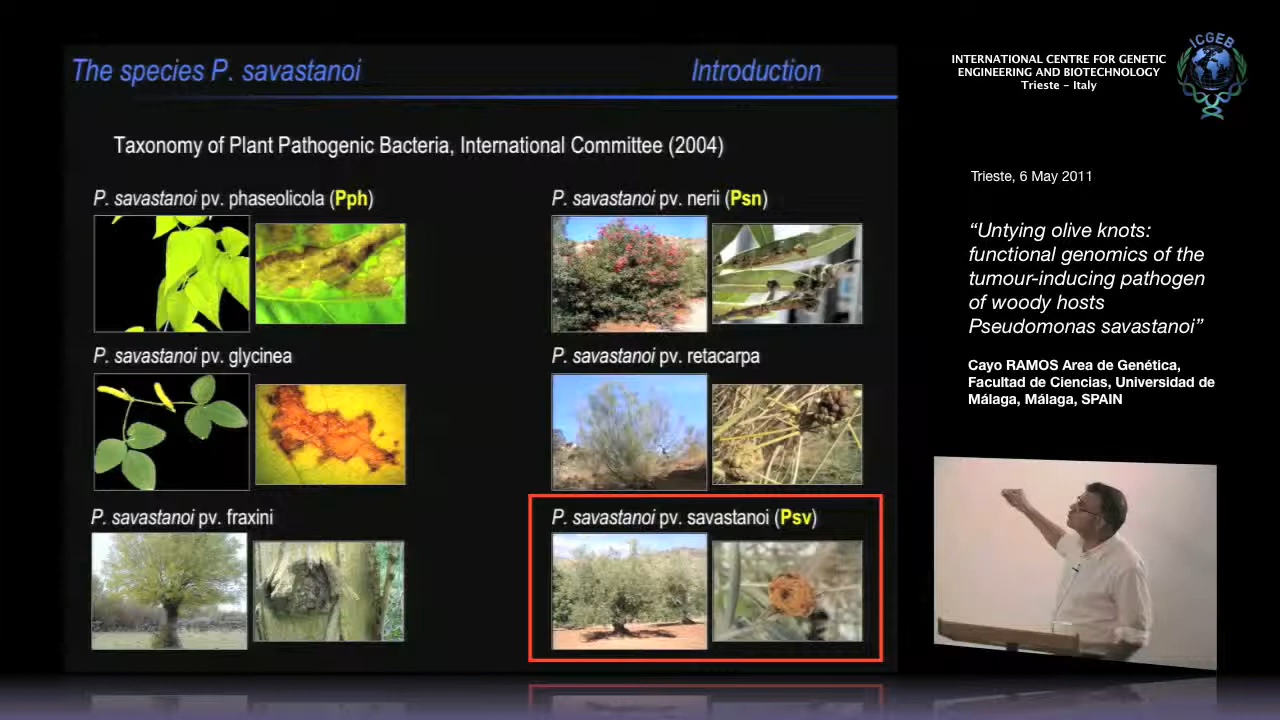 The species P. savastanoi
Introduction
Taxonomy of Plant Pathogenic Bacteria, International Committee (2004)
P. savastanoi pv. phaseolicola (Pph)
P. savastanoi pv. nerii (Psn)
P. savastanoi pv. glycinea
P. savastanoi pv. retacarpa
P. savastanoi pv. fraxini
P. savastanoi pv. savastanoi (Psv)
INTERNATIONAL CENTRE FOR GENETIC
ENGINEERING AND BIOTECHNOLOGY
Trieste - Italy
ICGEB
Trieste, 6 May 2011
“Untying olive knots:
functional genomics of the
tumour-inducing pathogen
of woody hosts
Pseudomonas savastanoi”
Cayo RAMOS Area de Genética,
Facultad de Ciencias, Universidad de
Málaga, Málaga, SPAIN